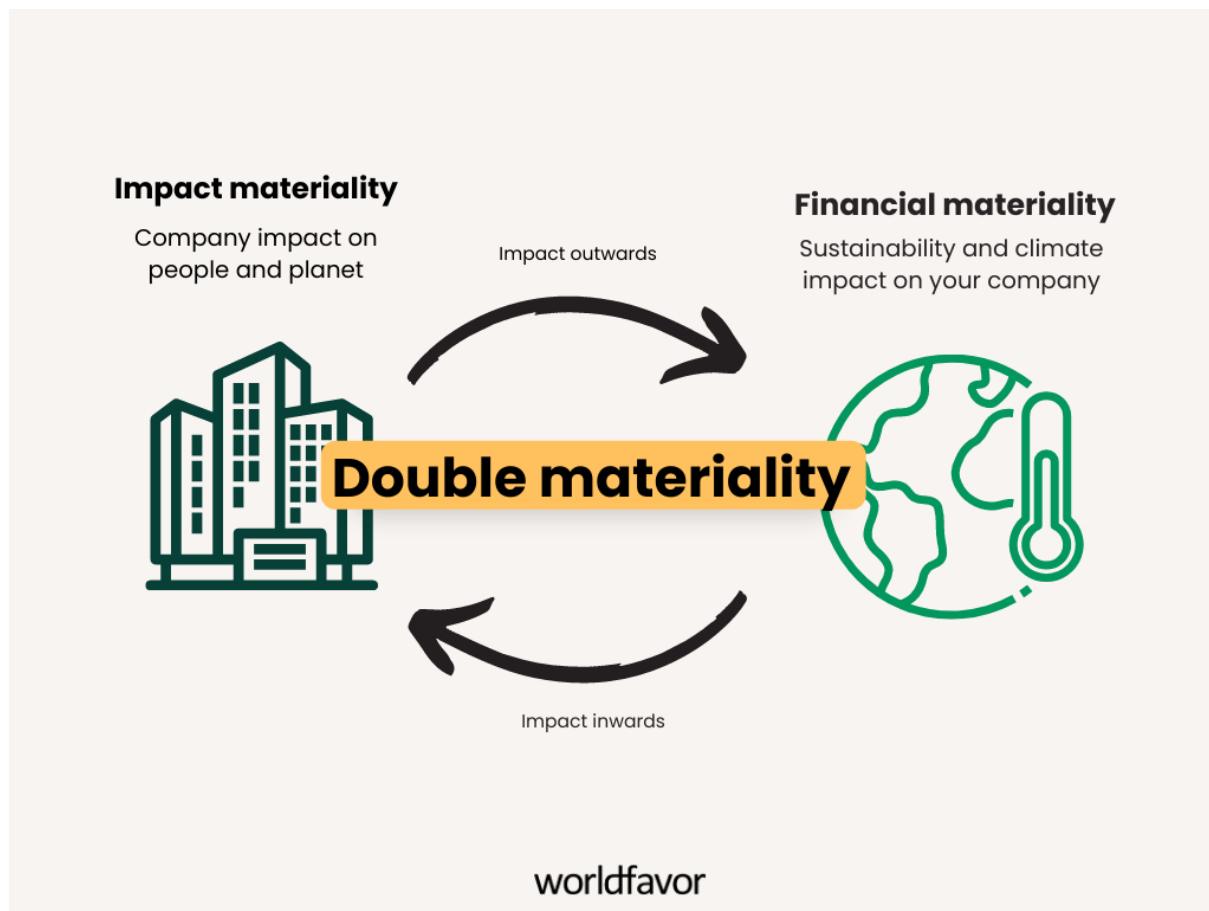 Impact materiality
Company impact on
people and planet
Impact outwards
Financial materiality
Sustainability and climate
impact on your company
Double materiality
Impact inwards
worldfavor